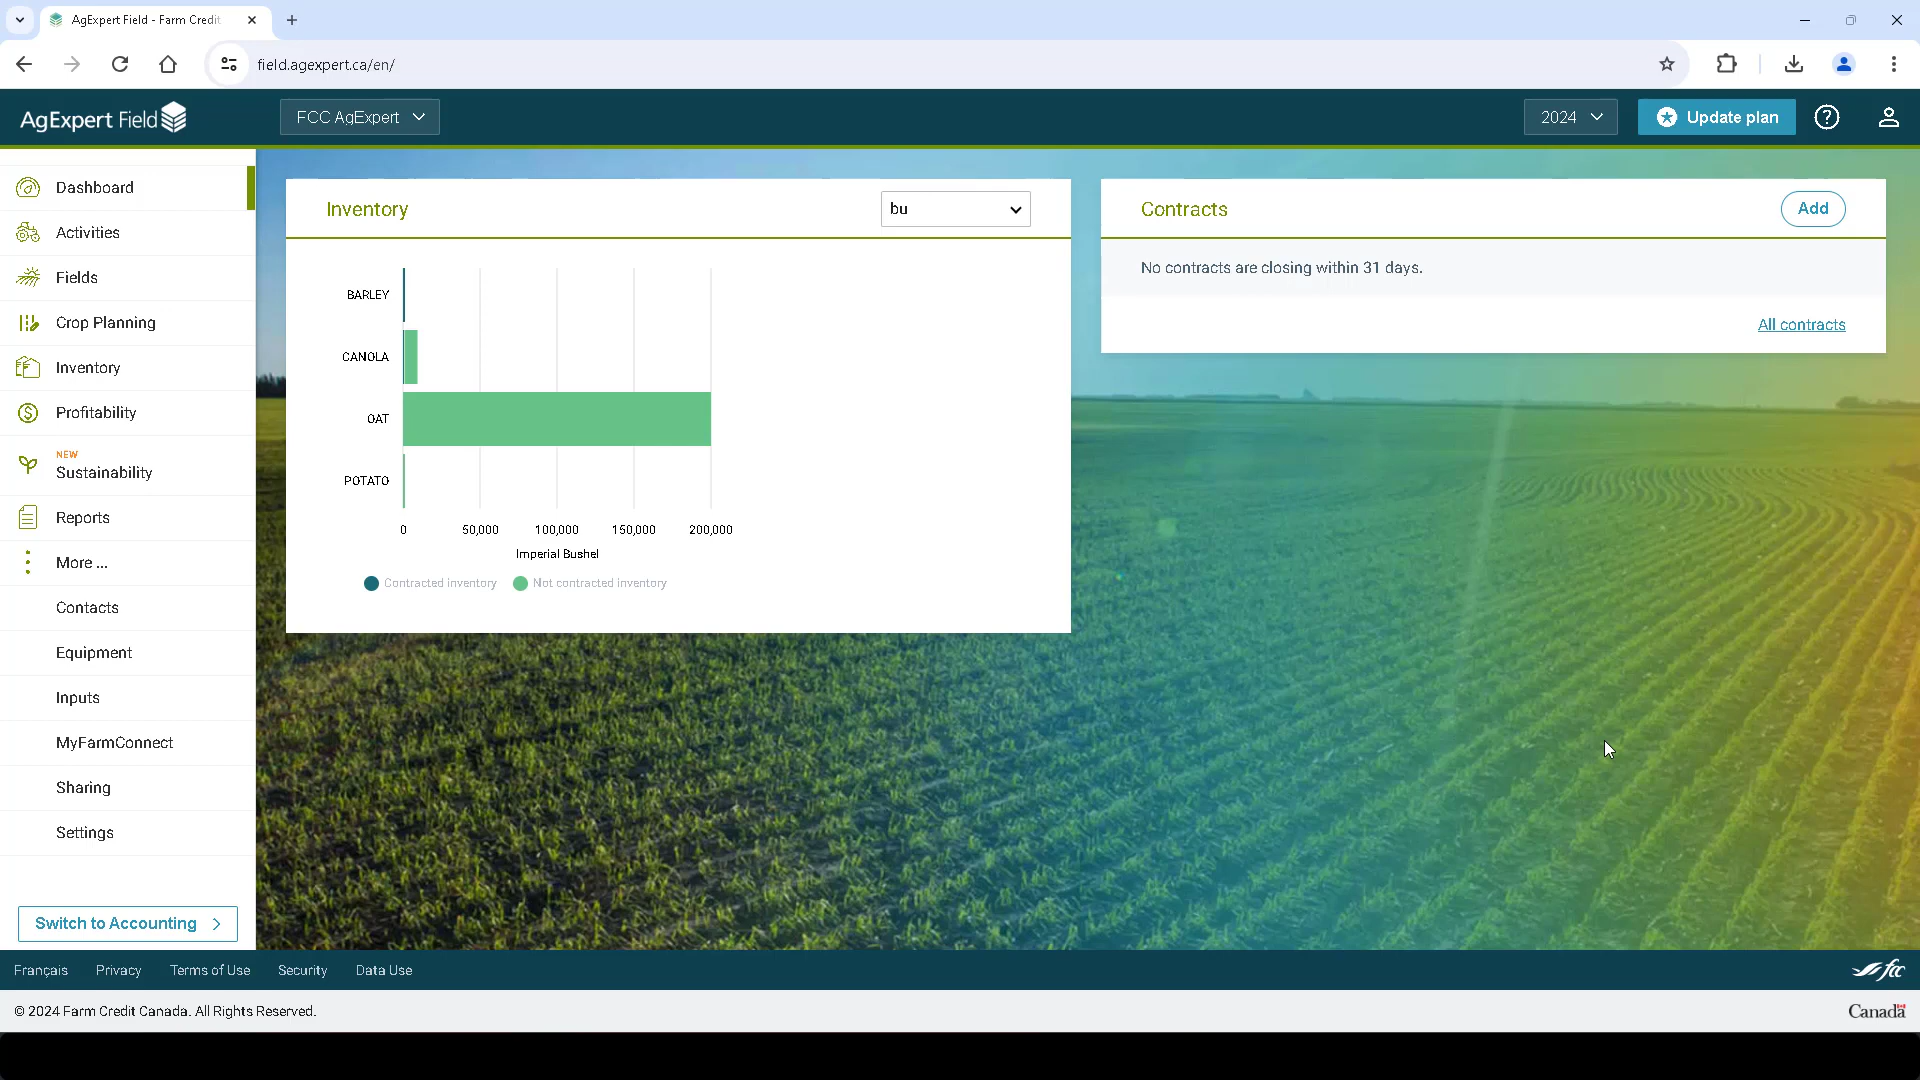 AgExpert Field - Farm Credit
field.agexpert.ca/en/
AgExpert Field
FCC AgExpert
2024
Update plan
Dashboard
Activities
Fields
Crop Planning
Inventory
Profitability
NEW
Sustainability
Reports
More ...
Contacts
Equipment
Inputs
MyFarmConnect
Sharing
Settings
Switch to Accounting
Inventory
bu
BARLEY
CANOLA
OAT
POTATO
0 50,000 100,000 150,000 200,000
Imperial Bushel
Contracted inventory Not contracted inventory
Contracts
Add
No contracts are closing within 31 days.
All contracts
Français Privacy Terms of Use Security Data Use
fcc
© 2024 Farm Credit Canada. All Rights Reserved.
Canada